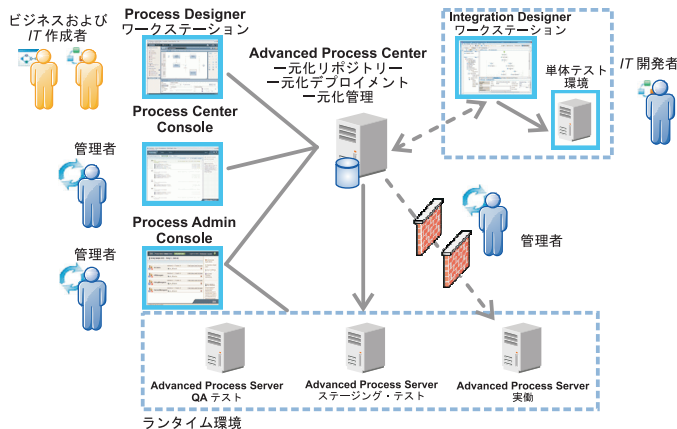 ビジネスおよび
IT 作成者
Process Designer
ワークステーション
Advanced Process Center
一元化リポジトリー
一元化デプロイメント
一元化管理
Integration Designer
ワークステーション
単体テスト
環境
IT 開発者
Process Center
Console
管理者
Process Admin
Console
管理者
管理者
Advanced Process Server
QA テスト
Advanced Process Server
ステージング・テスト
Advanced Process Server
実働
ランタイム環境